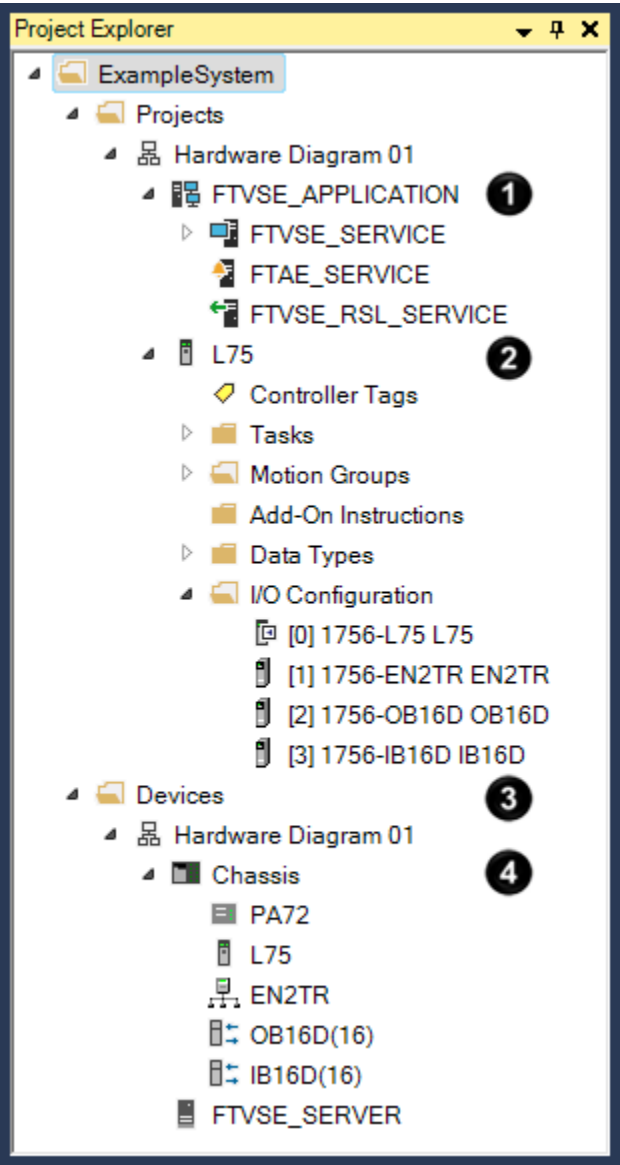 Project Explorer
ExampleSystem
Projects
Hardware Diagram 01
FTVSE_APPLICATION 1
FTVSE_SERVICE
FTAE_SERVICE
FTVSE_RSL_SERVICE
L75 2
Controller Tags
Tasks
Motion Groups
Add-On Instructions
Data Types
I/O Configuration
[0] 1756-L75 L75
[1] 1756-EN2TR EN2TR
[2] 1756-OB16D OB16D
[3] 1756-IB16D IB16D
Devices 3
Hardware Diagram 01
Chassis 4
PA72
L75
EN2TR
OB16D(16)
IB16D(16)
FTVSE_SERVER